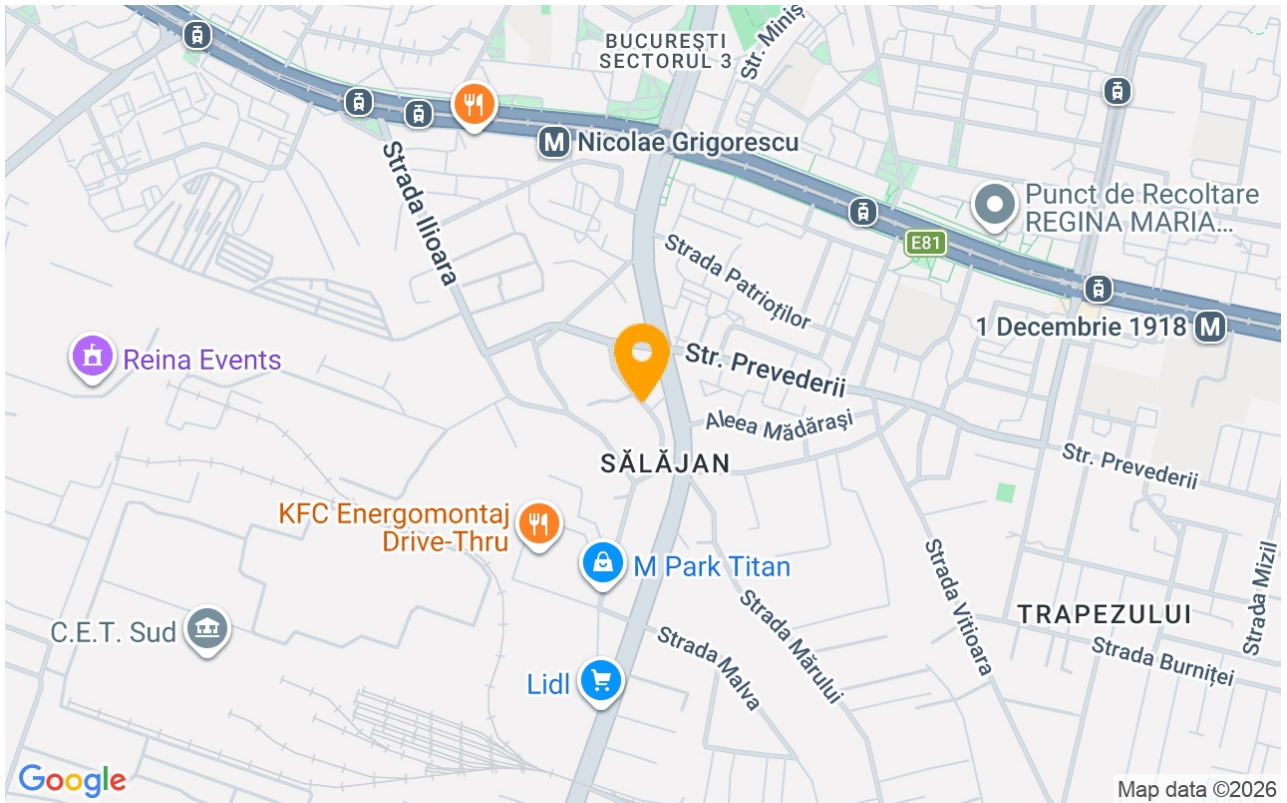 BUCUREȘTI
SECTORUL 3
Str. Miniș
M Nicolae Grigorescu
Strada Ilioara
Punct de Recoltare
REGINA MARIA...
E81
Strada Patrioților
1 Decembrie 1918 M
Reina Events
Str. Prevederii
Aleea Mădărași
SĂLĂJAN
Str. Prevederii
KFC Energomontaj
Drive-Thru
M Park Titan
Strada Vitioara
Strada Mizil
C.E.T. Sud
TRAPEZULUI
Strada Mărului
Strada Malva
Strada Burniței
Lidl
Google
Map data ©2026